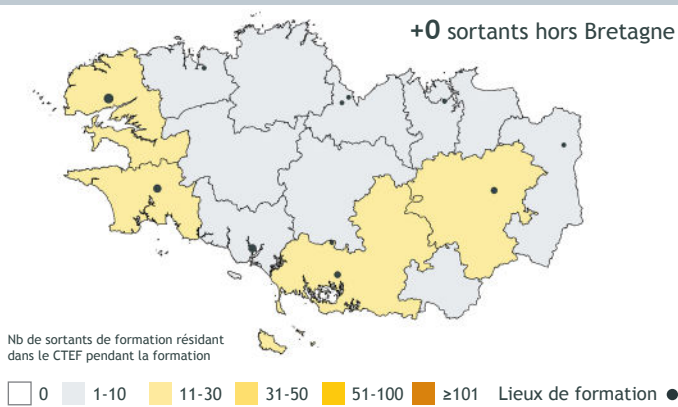 +0 sortants hors Bretagne
Nb de sortants de formation résidant
dans le CTEF pendant la formation
0 1-10 11-30 31-50 51-100 ≥101 Lieux de formation